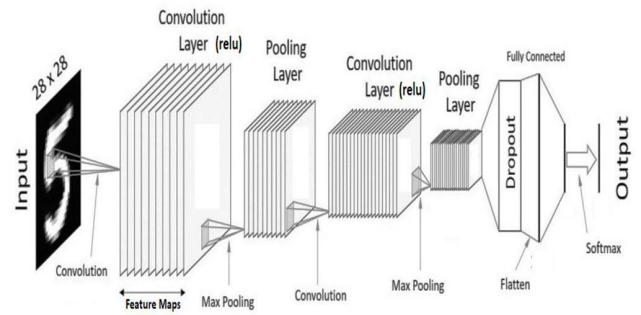 Convolution
Layer (relu)
Pooling
Layer
Convolution
Layer (relu)
Pooling
Layer
Fully Connected
28 x 28
Input
Dropout
Output
Convolution
Feature Maps
Max Pooling
Convolution
Max Pooling
Flatten
Softmax